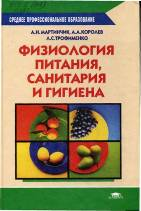 СРЕДНЕЕ ПРОФЕССИОНАЛЬНОЕ ОБРАЗОВАНИЕ
А.Н.МАРТИНЧИК, А.А.КОРОЛЕВ
Л.С.ТРОФИМЕНКО
ФИЗИОЛОГИЯ
ПИТАНИЯ,
САНИТАРИЯ
И ГИГИЕНА